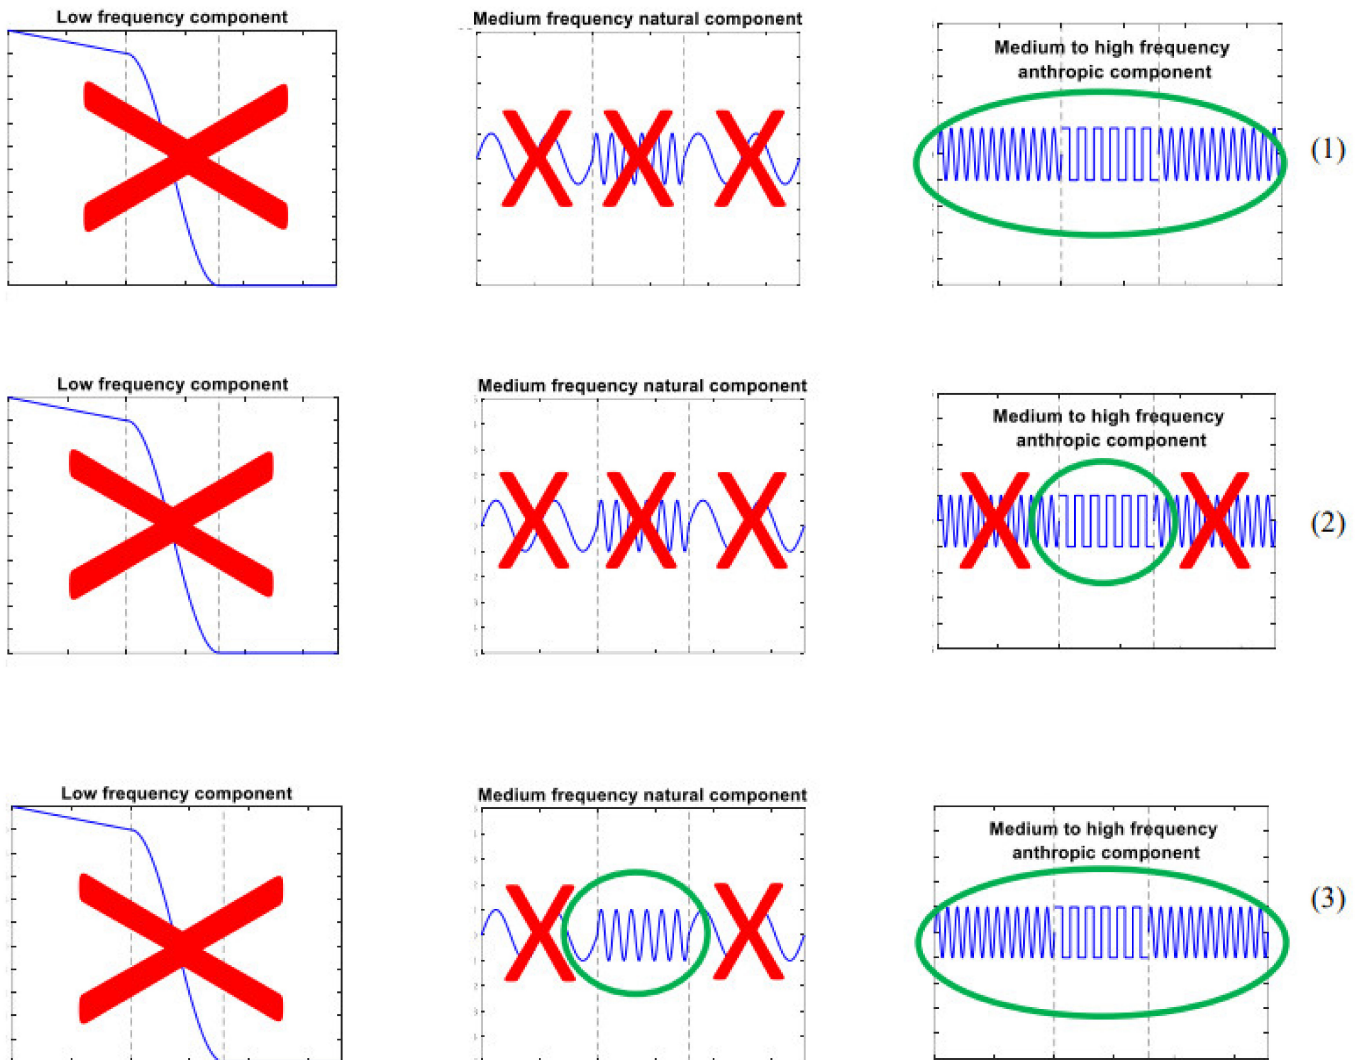 Low frequency component
Medium frequency natural component
Medium to high frequency
anthropic component
(1)
Low frequency component
Medium frequency natural component
Medium to high frequency
anthropic component
(2)
Low frequency component
Medium frequency natural component
Medium to high frequency
anthropic component
(3)